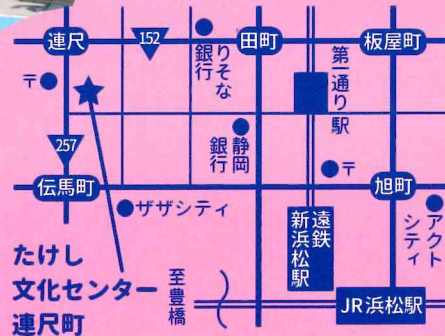 連尺
152
りそな
銀行
田町
第一通り駅
板屋町
〒
257
静岡
銀行
〒
伝馬町
旭町
ザザシティ
遠鉄
新浜松駅
アクト
シティ
たけし
文化センター
連尺町
至豊橋
JR浜松駅